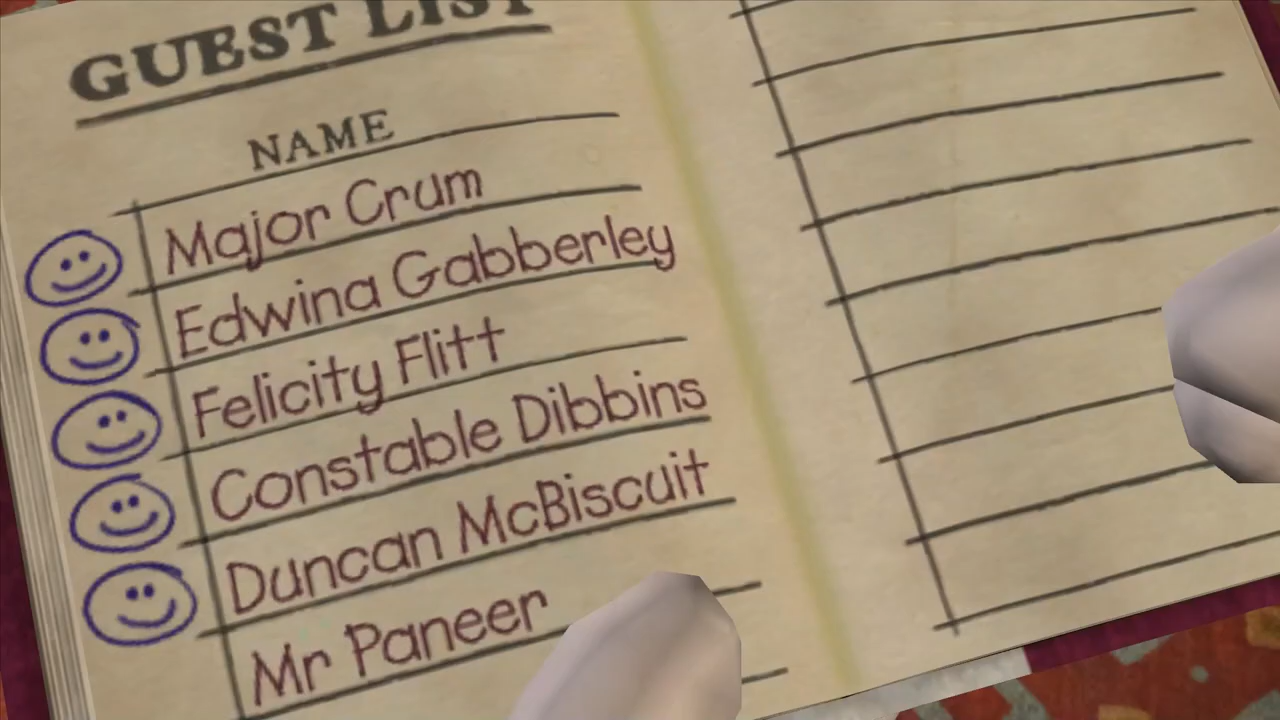 GUEST LIST
NAME
Major Crum
Edwina Gabberley
Felicity Flitt
Constable Dibbins
Duncan McBiscuit
Mr Paneer